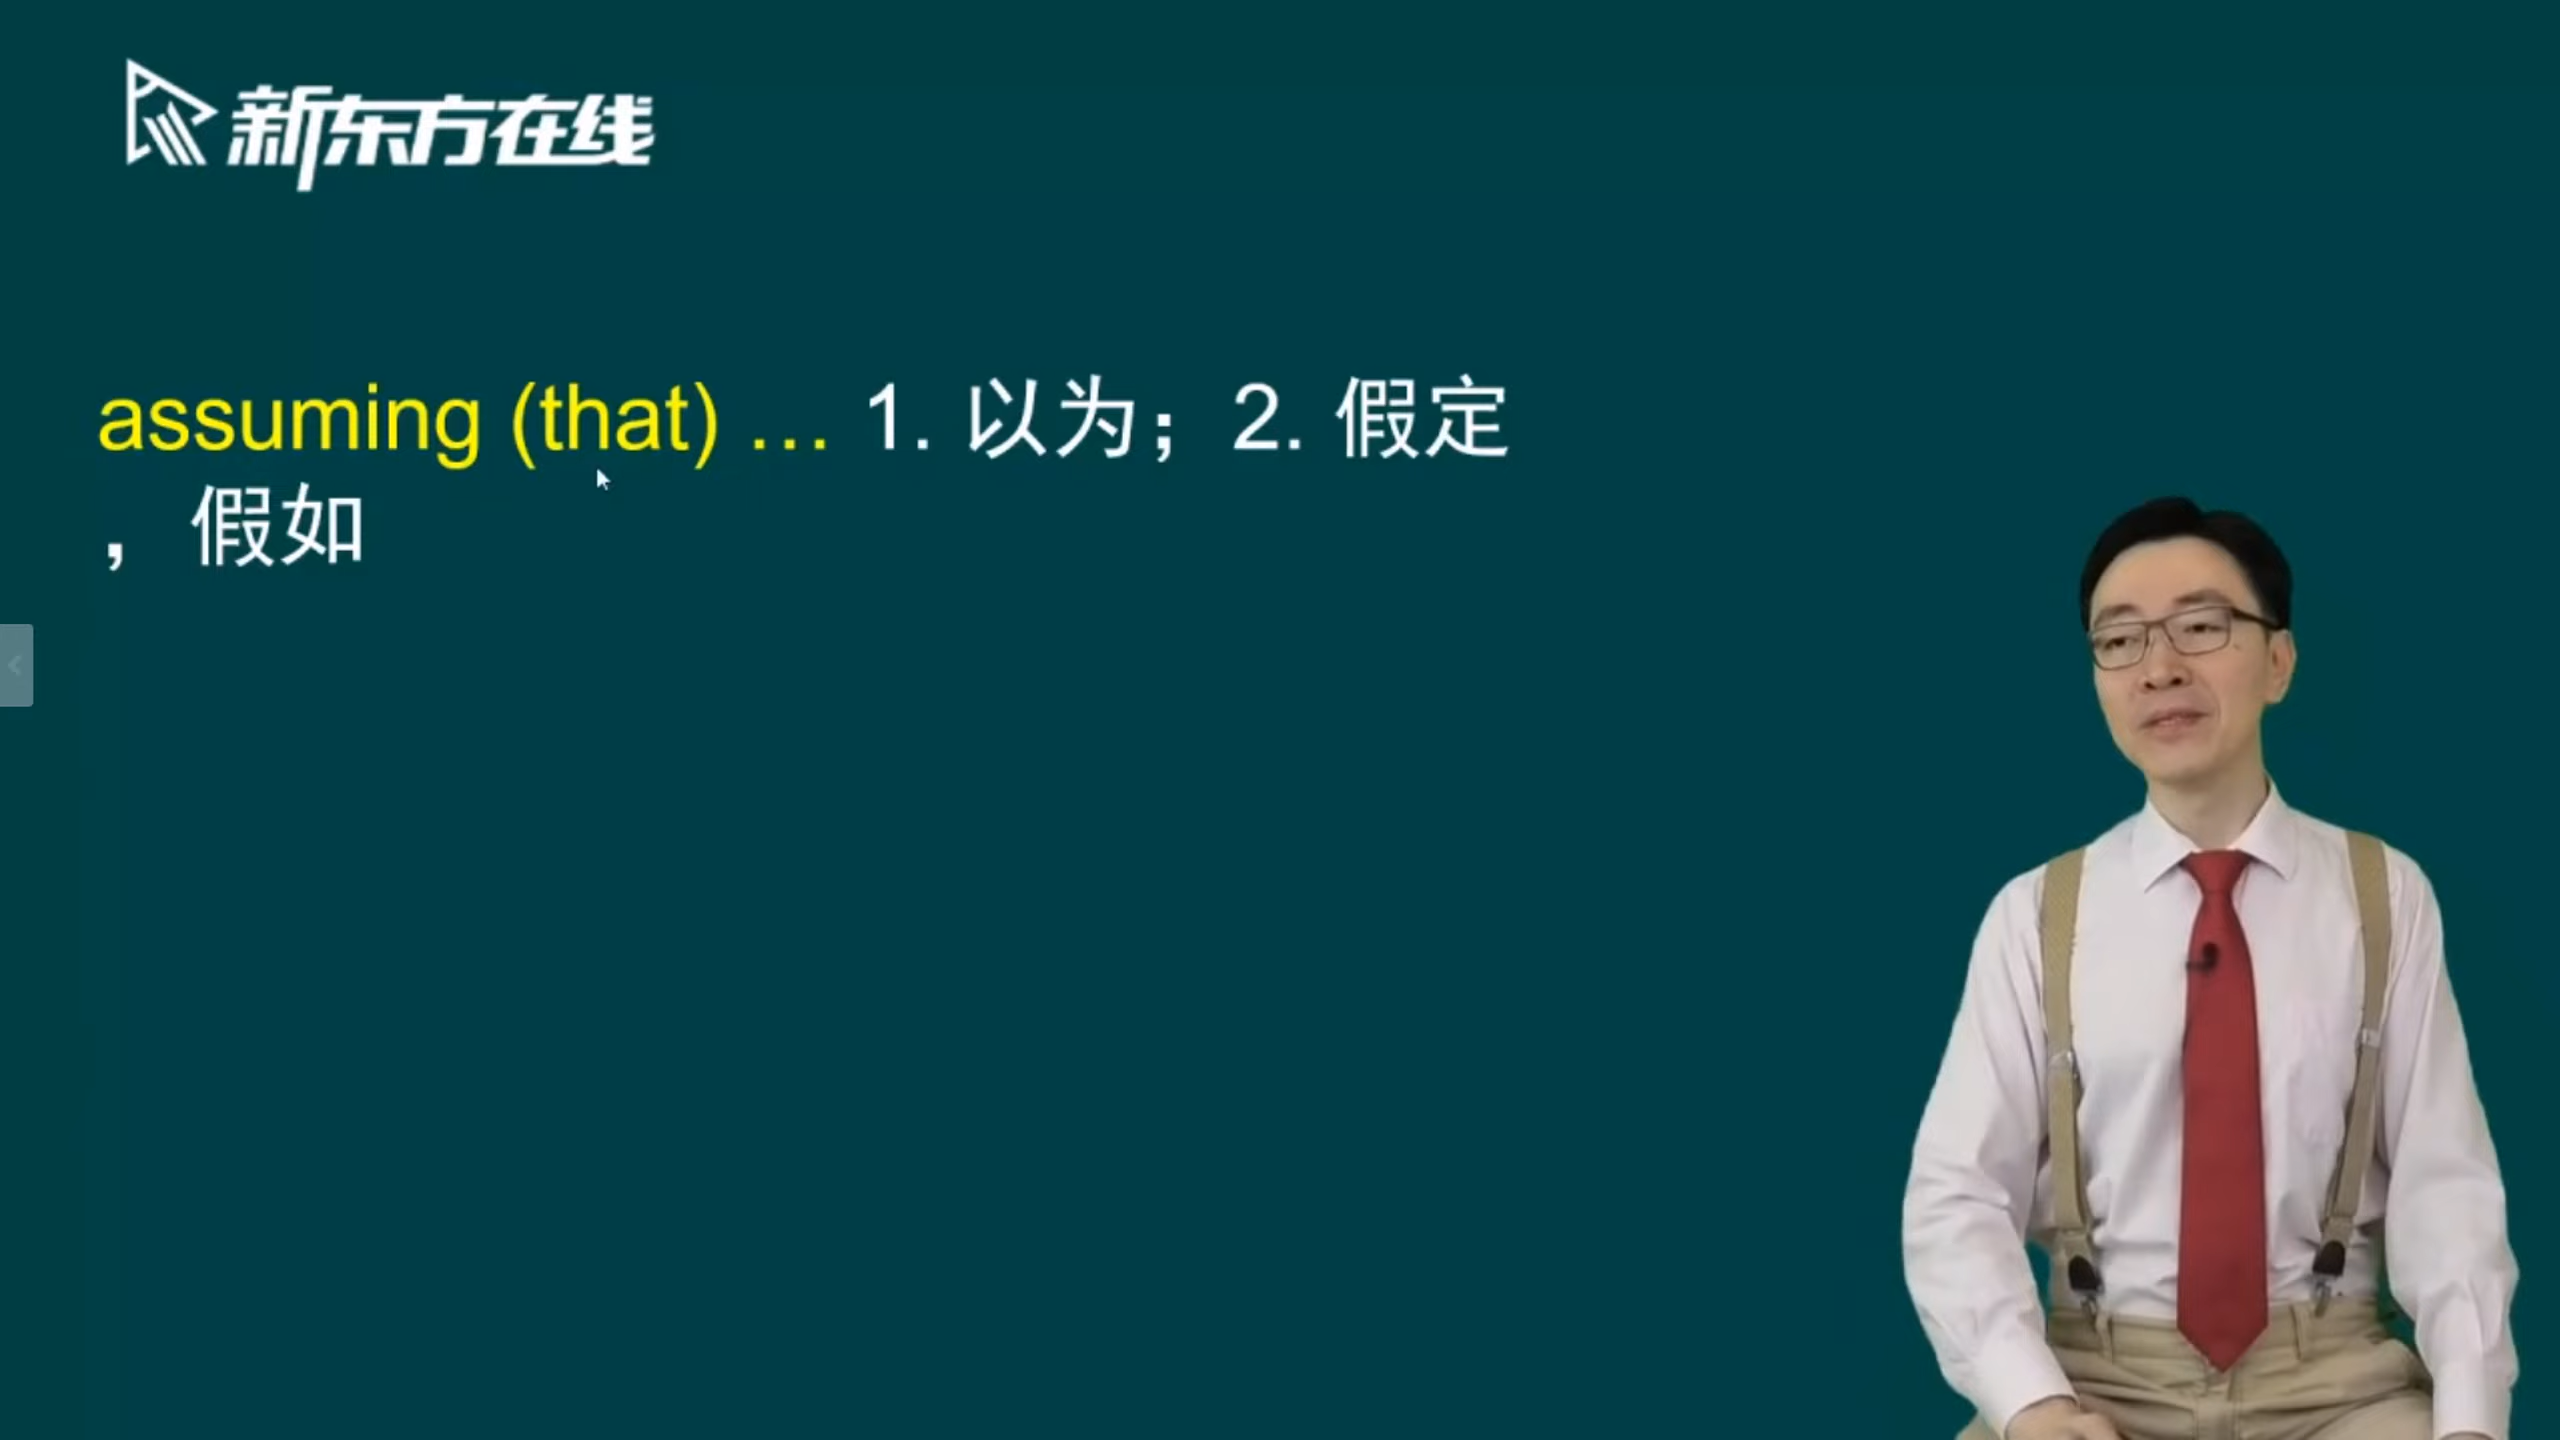 新东方在线
assuming (that) … 1. 以为；2. 假定
，假如